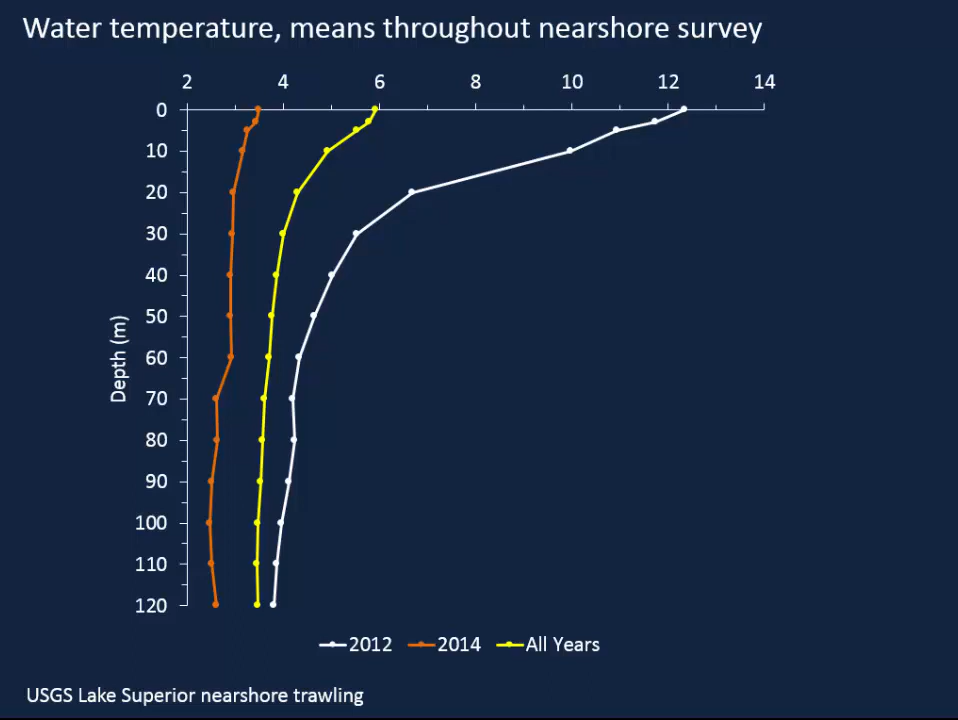 Water temperature, means throughout nearshore survey
2 4 6 8 10 12 14
0
10
20
30
40
50
60
70
80
90
100
110
120
Depth (m)
2012 2014 All Years
USGS Lake Superior nearshore trawling